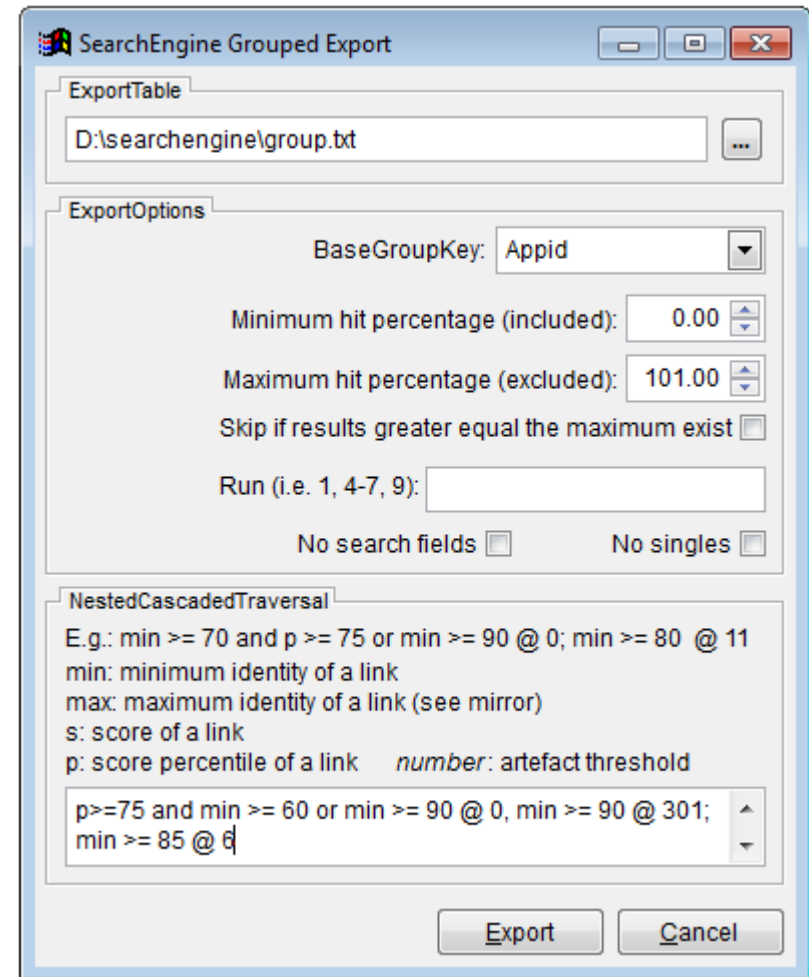 SearchEngine Grouped Export
ExportTable
D:\searchengine\group.txt
...
ExportOptions
BaseGroupKey: Appid
Minimum hit percentage (included): 0.00
Maximum hit percentage (excluded): 101.00
Skip if results greater equal the maximum exist
Run (i.e. 1, 4-7, 9):
No search fields No singles
NestedCascadedTraversal
E.g.: min >= 70 and p >= 75 or min >= 90 @ 0; min >= 80 @ 11
min: minimum identity of a link
max: maximum identity of a link (see mirror)
s: score of a link
p: score percentile of a link number: artefact threshold
p>=75 and min >= 60 or min >= 90 @ 0, min >= 90 @ 301;
min >= 85 @ 6
Export Cancel